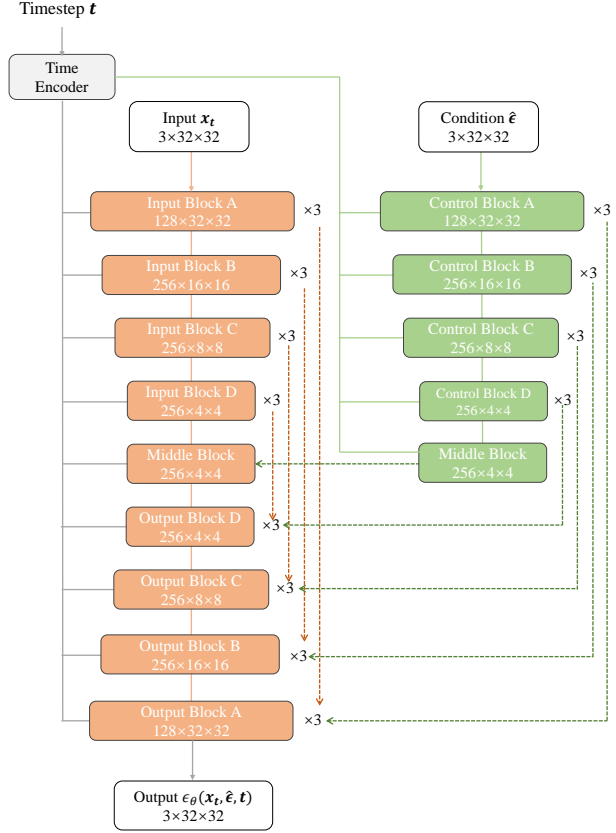 Timestep t
Time
Encoder
Input x_t
3×32×32
Condition ϵ̂
3×32×32
Input Block A
128×32×32
×3
Control Block A
128×32×32
×3
Input Block B
256×16×16
×3
Control Block B
256×16×16
×3
Input Block C
256×8×8
×3
Control Block C
256×8×8
×3
Input Block D
256×4×4
×3
Control Block D
256×4×4
×3
Middle Block
256×4×4
Middle Block
256×4×4
Output Block D
256×4×4
×3
Output Block C
256×8×8
×3
Output Block B
256×16×16
×3
Output Block A
128×32×32
×3
Output ϵ_θ(x_t, ϵ̂, t)
3×32×32